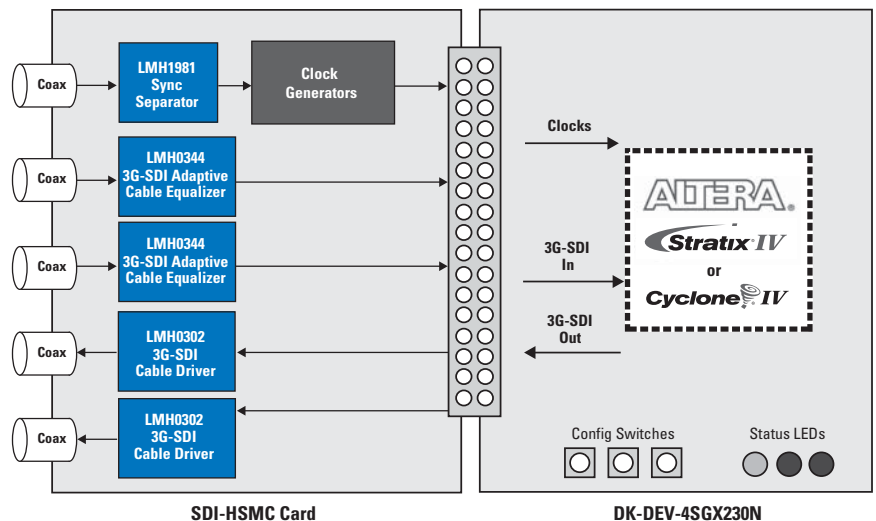 Coax
LMH1981
Sync
Separator
Clock
Generators
Coax
LMH0344
3G-SDI Adaptive
Cable Equalizer
Coax
LMH0344
3G-SDI Adaptive
Cable Equalizer
Coax
LMH0302
3G-SDI
Cable Driver
Coax
LMH0302
3G-SDI
Cable Driver
SDI-HSMC Card
Clocks
3G-SDI
In
3G-SDI
Out
ALTERA®
Stratix IV
or
Cyclone IV
Config Switches
Status LEDs
DK-DEV-4SGX230N